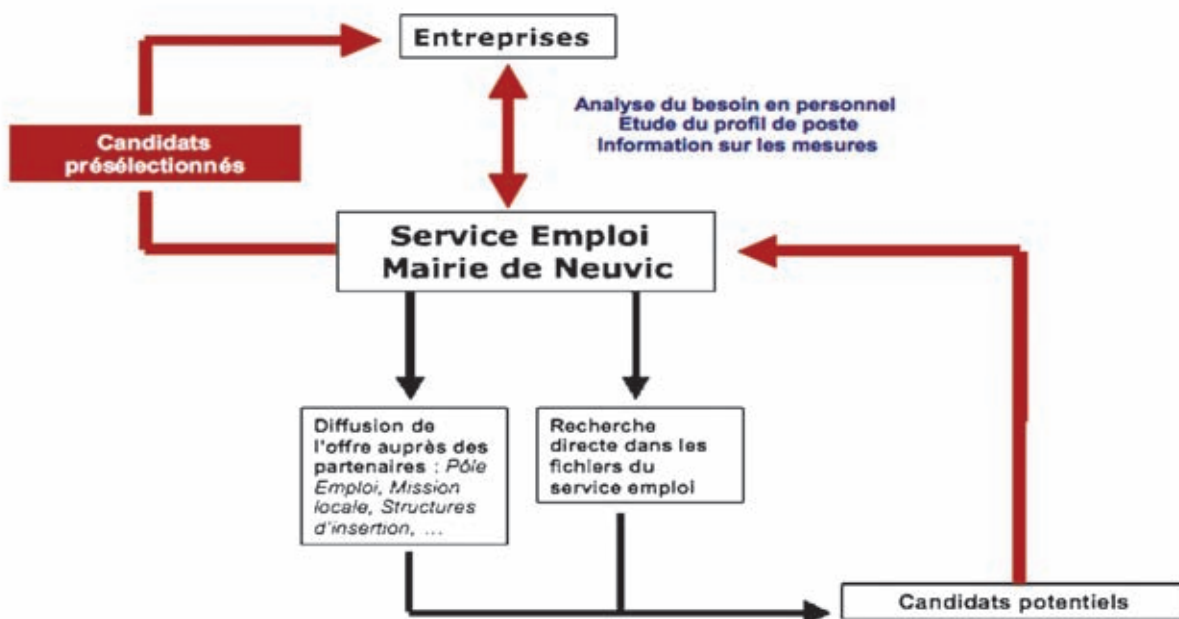 Entreprises
Analyse du besoin en personnel
Etude du profil de poste
Information sur les mesures
Candidats
présélectionnés
Service Emploi
Mairie de Neuvic
Diffusion de
l'offre auprès des
partenaires : Pôle
Emploi, Mission
locale, Structures
d'insertion, ...
Recherche
directe dans les
fichiers du
service emploi
Candidats potentiels